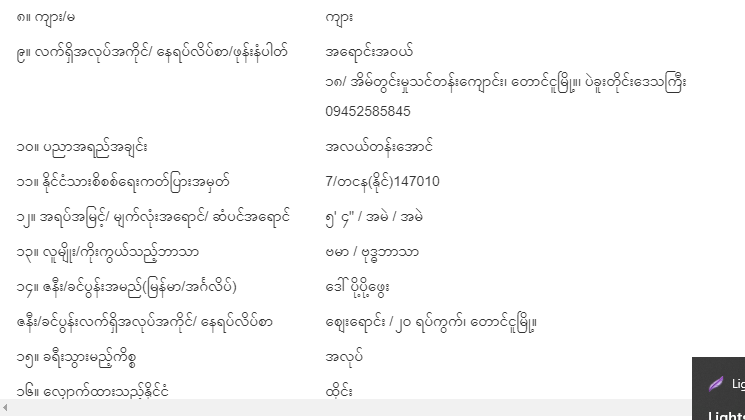 ၈။ ကျား/မ ကျား
၉။ လက်ရှိအလုပ်အကိုင်/ နေရပ်လိပ်စာ/ဖုန်းနံပါတ် အရောင်းအဝယ်
၁၈/ အိမ်တွင်းမှုသင်တန်းကျောင်း၊ တောင်ငူမြို့။၊ ပဲခူးတိုင်းဒေသကြီး
09452585845
၁၀။ ပညာအရည်အချင်း အလယ်တန်းအောင်
၁၁။ နိုင်ငံသားစိစစ်ရေးကတ်ပြားအမှတ် 7/တငန(နိုင်)147010
၁၂။ အရပ်အမြင့်/ မျက်လုံးအရောင်/ ဆံပင်အရောင် ၅' ၄" / အမဲ / အမဲ
၁၃။ လူမျိုး/ကိုးကွယ်သည့်ဘာသာ ဗမာ / ဗုဒ္ဓဘာသာ
၁၄။ ဇနီး/ခင်ပွန်းအမည်(မြန်မာ/အင်္ဂလိပ်) ဒေါ်ပို့ပို့ဖွေး
ဇနီး/ခင်ပွန်းလက်ရှိအလုပ်အကိုင်/ နေရပ်လိပ်စာ ဈေးရောင်း /၂၀ ရပ်ကွက်၊ တောင်ငူမြို့။
၁၅။ ခရီးသွားမည့်ကိစ္စ အလုပ်
၁၆။ လျှောက်ထားသည့်နိုင်ငံ ထိုင်း